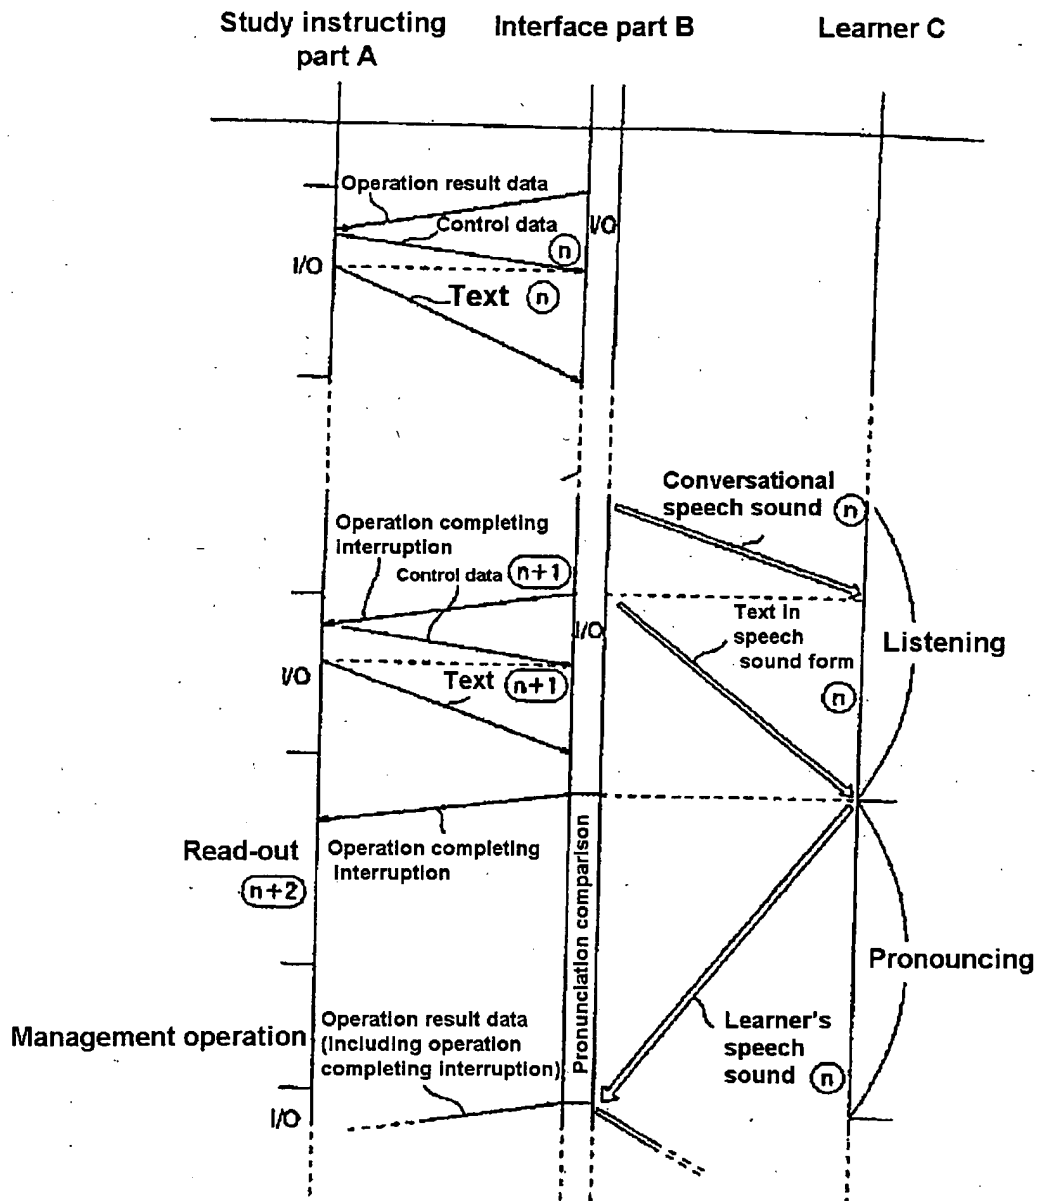 Study instructing
part A
Interface part B
Learner C
Operation result data
Control data
n
I/O
I/O
Text n
Conversational
speech sound n
Operation completing
interruption
Control data n+1
Text in
speech
sound form
n
I/O
Listening
I/O
Text n+1
Read-out
n+2
Operation completing
interruption
Pronunciation comparison
Pronouncing
Management operation
Operation result data
(including operation
completing interruption)
Learner's
speech
sound n
I/O